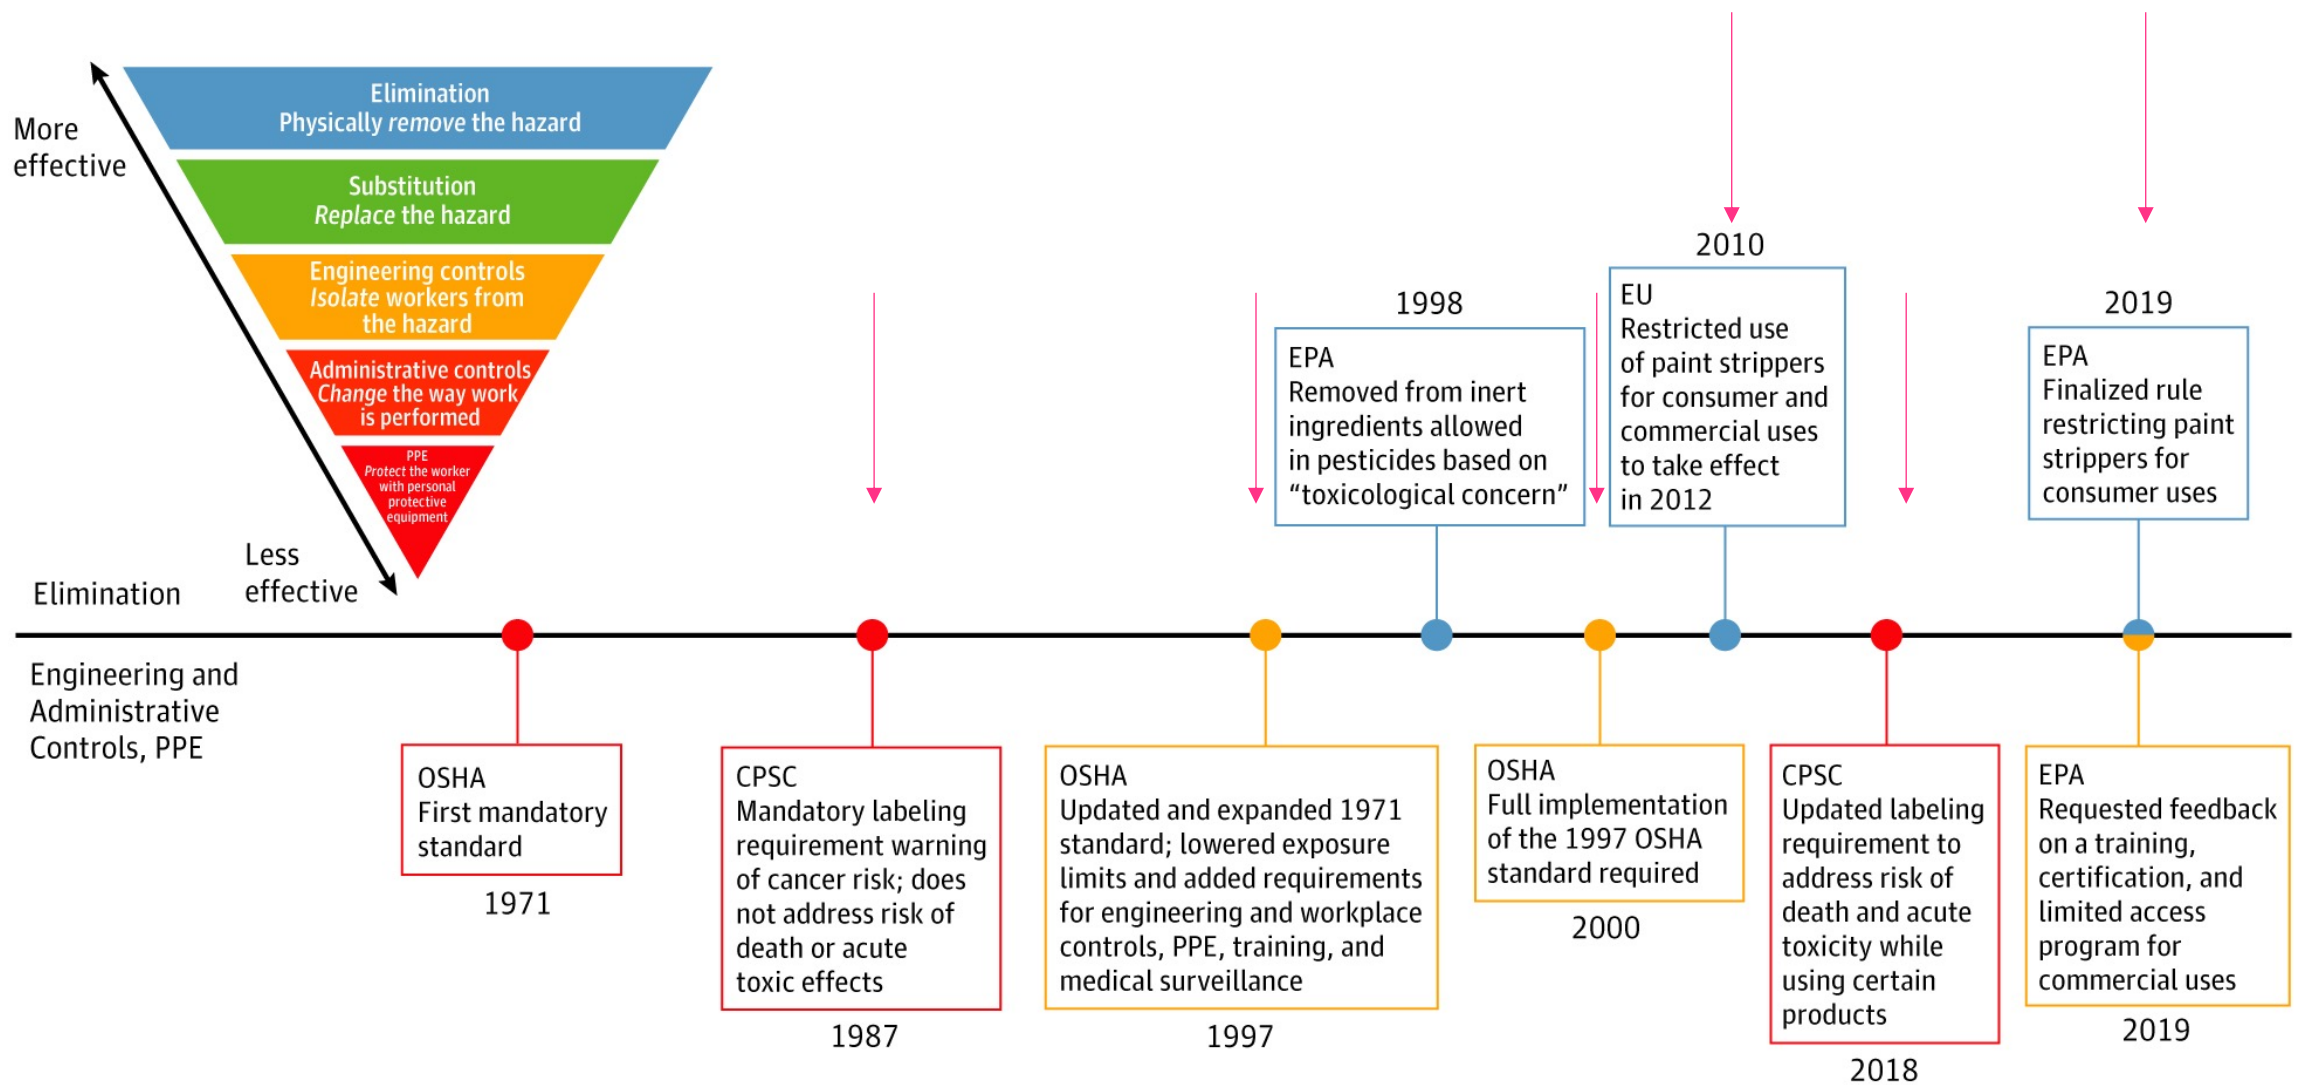 More
effective
Elimination
Physically remove the hazard
Substitution
Replace the hazard
Engineering controls
Isolate workers from
the hazard
Administrative controls
Change the way work
is performed
PPE
Protect the worker
with personal
protective
equipment
Less
effective
Elimination
Engineering and
Administrative
Controls, PPE
OSHA
First mandatory
standard
1971
CPSC
Mandatory labeling
requirement warning
of cancer risk; does
not address risk of
death or acute
toxic effects
1987
OSHA
Updated and expanded 1971
standard; lowered exposure
limits and added requirements
for engineering and workplace
controls, PPE, training, and
medical surveillance
1997
1998
EPA
Removed from inert
ingredients allowed
in pesticides based on
“toxicological concern”
OSHA
Full implementation
of the 1997 OSHA
standard required
2000
2010
EU
Restricted use
of paint strippers
for consumer and
commercial uses
to take effect
in 2012
CPSC
Updated labeling
requirement to
address risk of
death and acute
toxicity while
using certain
products
2018
2019
EPA
Finalized rule
restricting paint
strippers for
consumer uses
EPA
Requested feedback
on a training,
certification, and
limited access
program for
commercial uses
2019